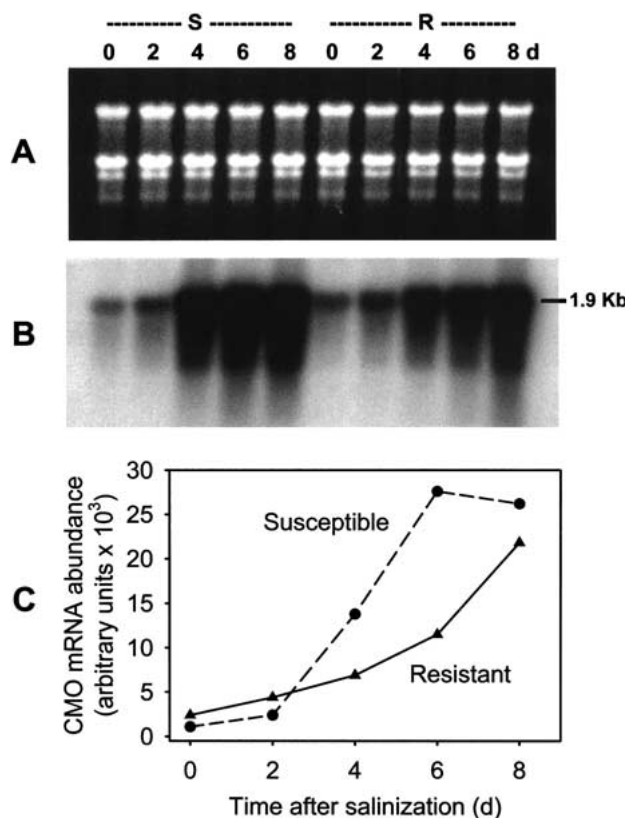 ----------- S ----------- ----------- R -----------
0 2 4 6 8 0 2 4 6 8 d
A
B
1.9 Kb
C
CMO mRNA abundance
(arbitrary units x 10³)
30
25
20
15
10
5
0
Susceptible
Resistant
0 2 4 6 8
Time after salinization (d)